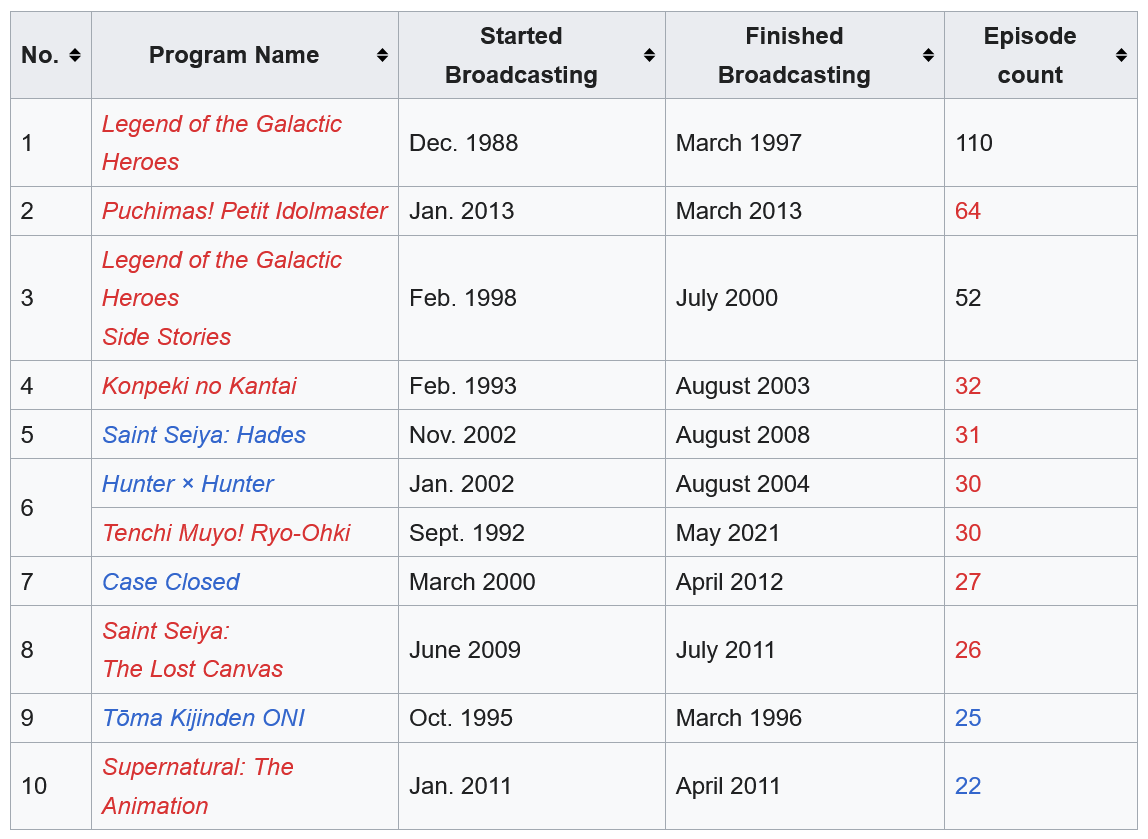 No. Program Name Started Broadcasting Finished Broadcasting Episode count
1 Legend of the Galactic Heroes Dec. 1988 March 1997 110
2 Puchimas! Petit Idolmaster Jan. 2013 March 2013 64
3 Legend of the Galactic Heroes Side Stories Feb. 1998 July 2000 52
4 Konpeki no Kantai Feb. 1993 August 2003 32
5 Saint Seiya: Hades Nov. 2002 August 2008 31
6 Hunter × Hunter Jan. 2002 August 2004 30
Tenchi Muyo! Ryo-Ohki Sept. 1992 May 2021 30
7 Case Closed March 2000 April 2012 27
8 Saint Seiya: The Lost Canvas June 2009 July 2011 26
9 Tōma Kijinden ONI Oct. 1995 March 1996 25
10 Supernatural: The Animation Jan. 2011 April 2011 22